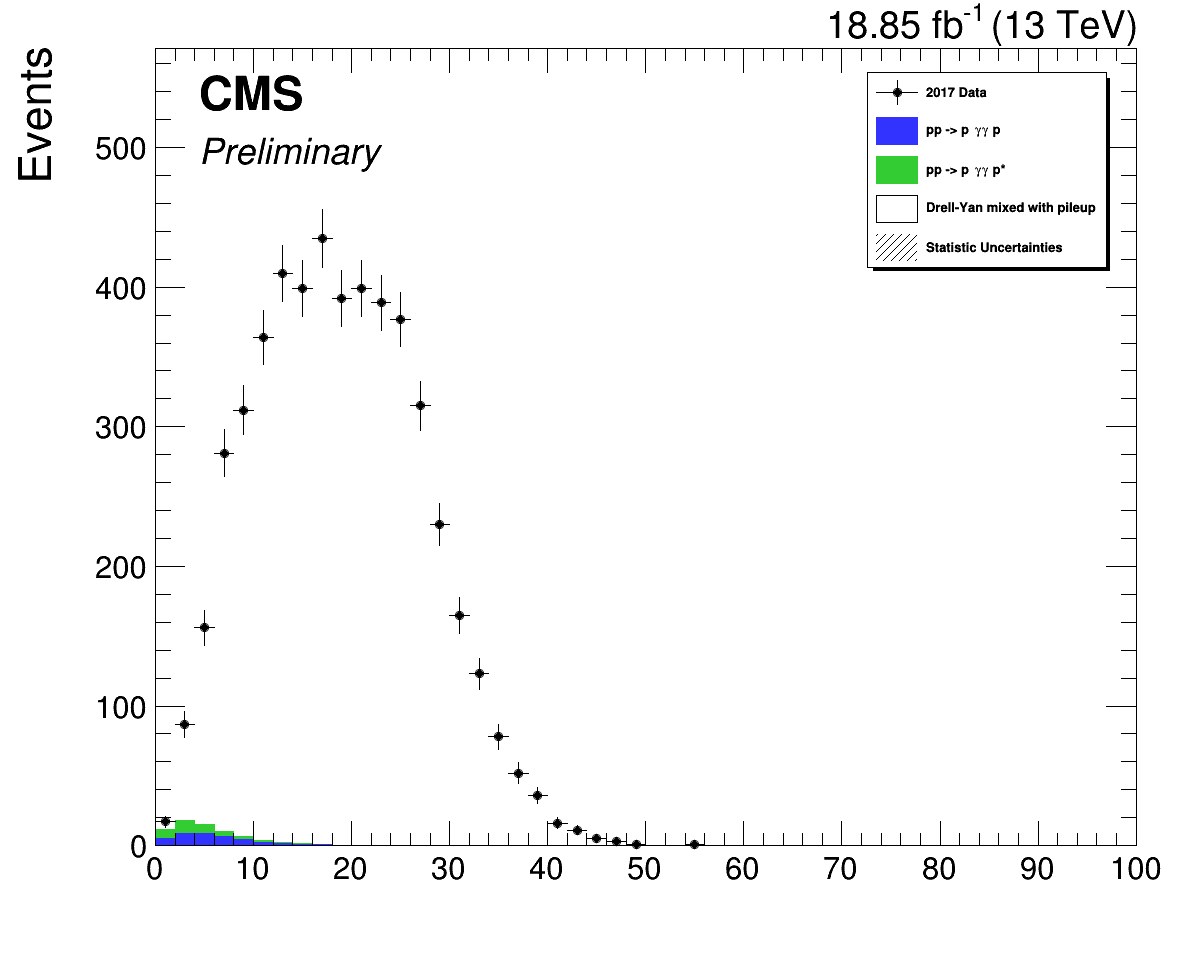 18.85 fb-1 (13 TeV)
Events
CMS
Preliminary
2017 Data
pp -> p γγ p
pp -> p γγ p*
Drell-Yan mixed with pileup
Statistic Uncertainties
500
400
300
200
100
0
0 10 20 30 40 50 60 70 80 90 100